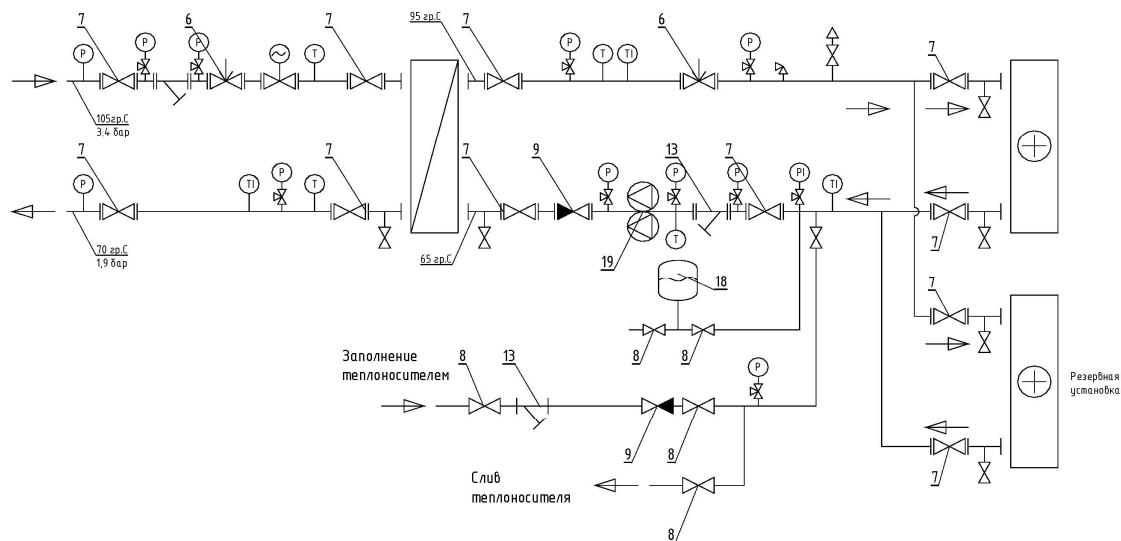 7
6
7
95 гр.С
7
6
7
P
P
P
T
P
T
TI
P
105гр.С
3.4 бар
7
7
7
9
13
7
P
TI
P
T
P
P
P
PI
TI
T
70 гр.С
1,9 бар
65 гр.С
19
18
7
7
8
8
Заполнение
теплоносителем
8
13
P
Резервная
установка
9
8
7
Слив
теплоносителя
8